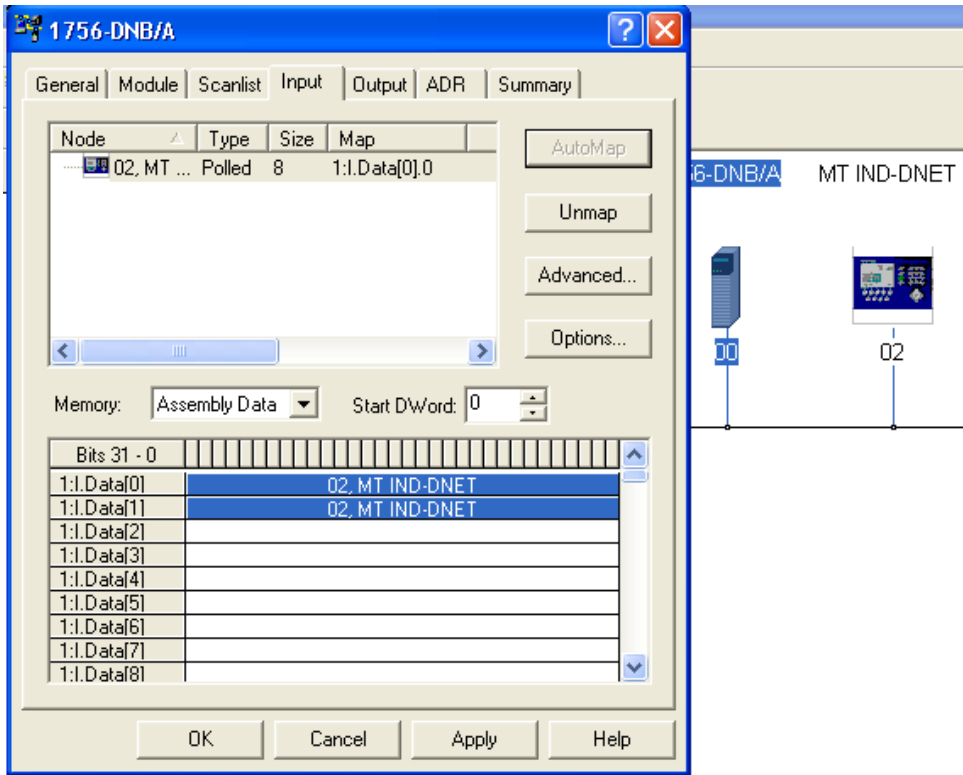 1756-DNB/A
General Module Scanlist Input Output ADR Summary
Node Type Size Map
02, MT ... Polled 8 1:I.Data[0].0
AutoMap
Unmap
Advanced...
Options...
Memory: Assembly Data Start DWord: 0
Bits 31 - 0
1:I.Data[0] 02, MT IND-DNET
1:I.Data[1] 02, MT IND-DNET
1:I.Data[2]
1:I.Data[3]
1:I.Data[4]
1:I.Data[5]
1:I.Data[6]
1:I.Data[7]
1:I.Data[8]
OK Cancel Apply Help
6-DNB/A MT IND-DNET
00 02